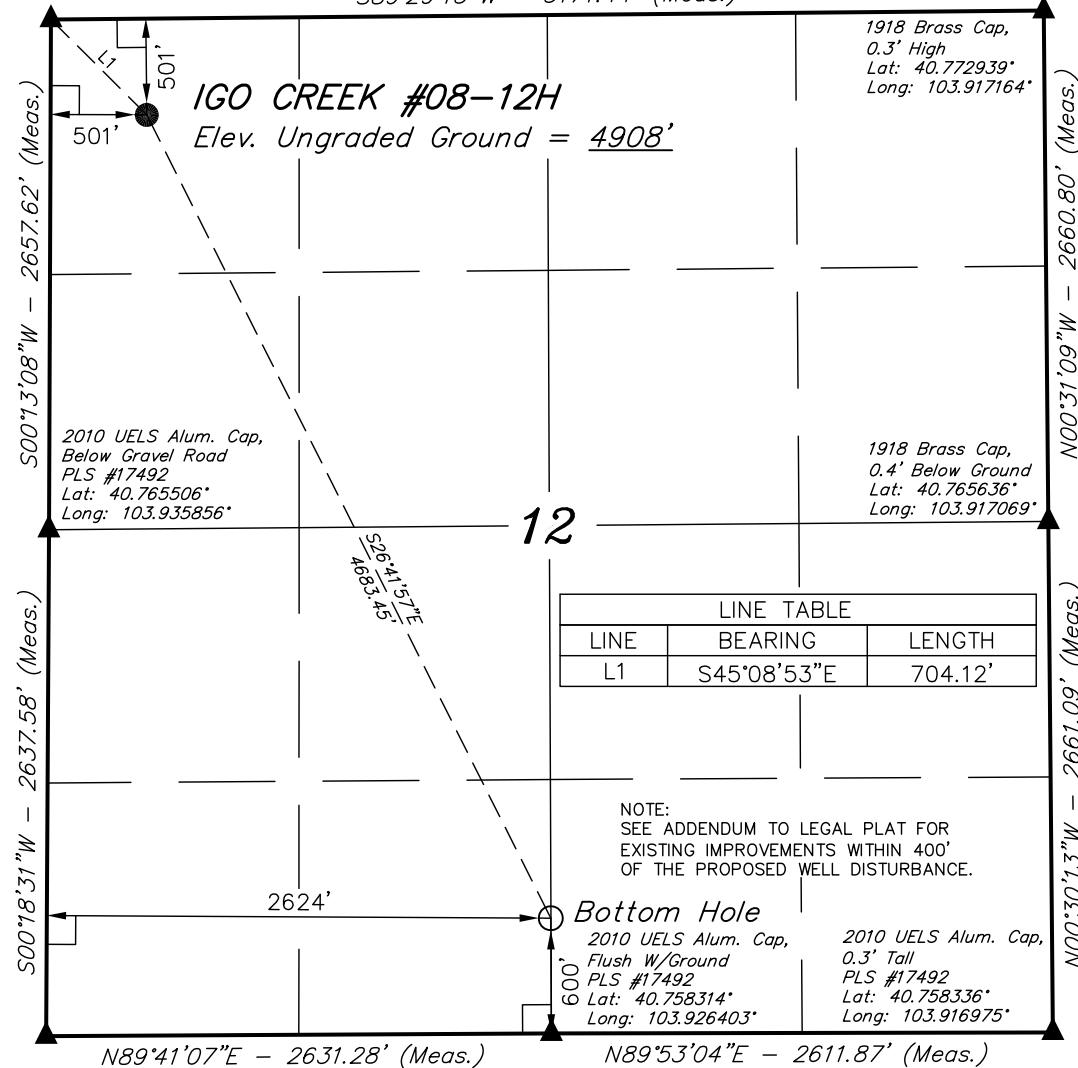 1918 Brass Cap,
0.3' High
Lat: 40.772939°
Long: 103.917164°
L1
501'
501'
IGO CREEK #08-12H
Elev. Ungraded Ground = 4908'
S00°13'08"W - 2657.62' (Meas.)
N00°31'09"W - 2660.80' (Meas.)
2010 UELS Alum. Cap,
Below Gravel Road
PLS #17492
Lat: 40.765506°
Long: 103.935856°
1918 Brass Cap,
0.4' Below Ground
Lat: 40.765636°
Long: 103.917069°
12
S26°41'57"E
4683.45'
LINE TABLE
LINE BEARING LENGTH
L1 S45°08'53"E 704.12'
S00°18'31"W - 2637.58' (Meas.)
N00°30'13"W - 2661.09' (Meas.)
NOTE:
SEE ADDENDUM TO LEGAL PLAT FOR
EXISTING IMPROVEMENTS WITHIN 400'
OF THE PROPOSED WELL DISTURBANCE.
2624'
Bottom Hole
600'
2010 UELS Alum. Cap,
Flush W/Ground
PLS #17492
Lat: 40.758314°
Long: 103.926403°
2010 UELS Alum. Cap,
0.3' Tall
PLS #17492
Lat: 40.758336°
Long: 103.916975°
N89°41'07"E - 2631.28' (Meas.)
N89°53'04"E - 2611.87' (Meas.)